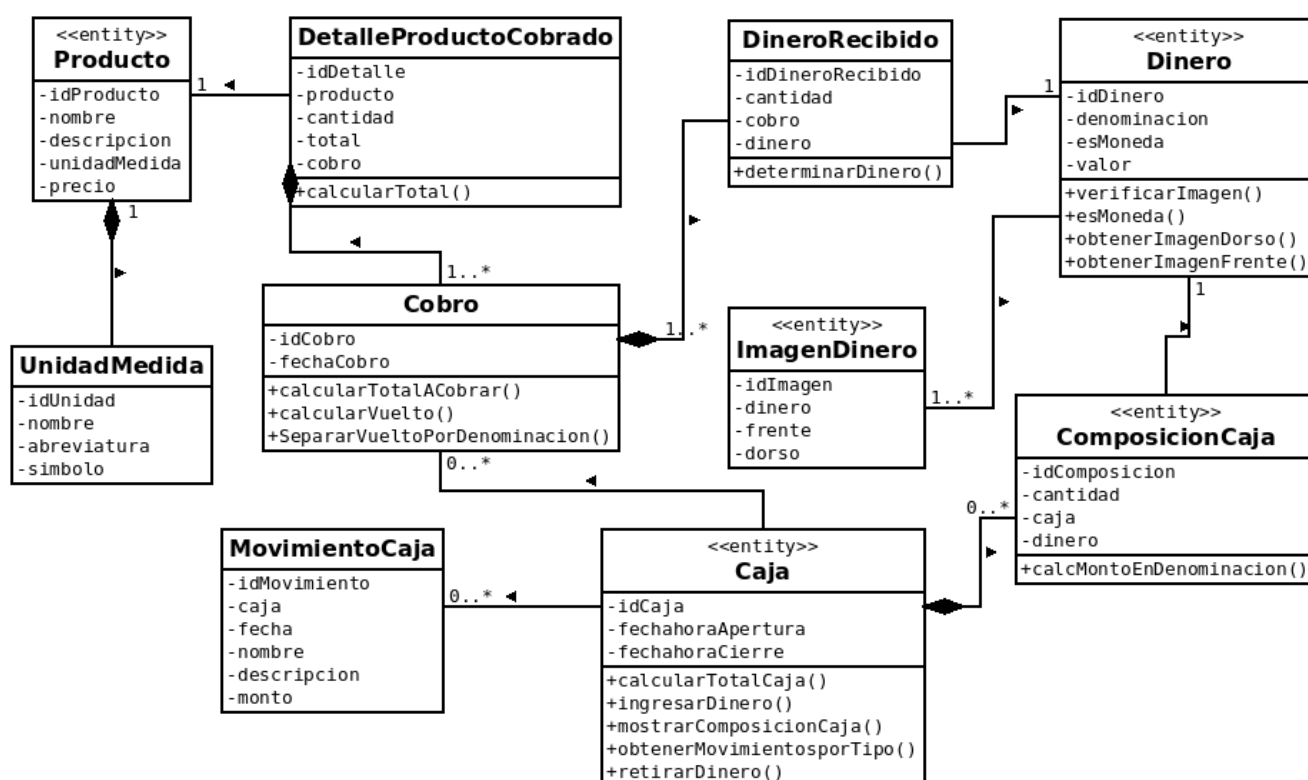 <<entity>>
Producto
-idProducto
-nombre
-descripcion
-unidadMedida
-precio
1
1
DetalleProductoCobrado
-idDetalle
-producto
-cantidad
-total
-cobro
+calcularTotal()
DineroRecibido
-idDineroRecibido
-cantidad
-cobro
-dinero
+determinarDinero()
1
<<entity>>
Dinero
-idDinero
-denominacion
-esMoneda
-valor
+verificarImagen()
+esMoneda()
+obtenerImagenDorso()
+obtenerImagenFrente()
1
1..*
Cobro
-idCobro
-fechaCobro
+calcularTotalACobrar()
+calcularVuelto()
+SepararVueltoPorDenominacion()
1..*
0..*
UnidadMedida
-idUnidad
-nombre
-abreviatura
-simbolo
<<entity>>
ImagenDinero
-idImagen
-dinero
-frente
-dorso
1..*
<<entity>>
ComposicionCaja
-idComposicion
-cantidad
-caja
-dinero
+calcMontoEnDenominacion()
0..*
MovimientoCaja
-idMovimiento
-caja
-fecha
-nombre
-descripcion
-monto
0..*
<<entity>>
Caja
-idCaja
-fechahoraApertura
-fechahoraCierre
+calcularTotalCaja()
+ingresarDinero()
+mostrarComposicionCaja()
+obtenerMovimientosporTipo()
+retirarDinero()